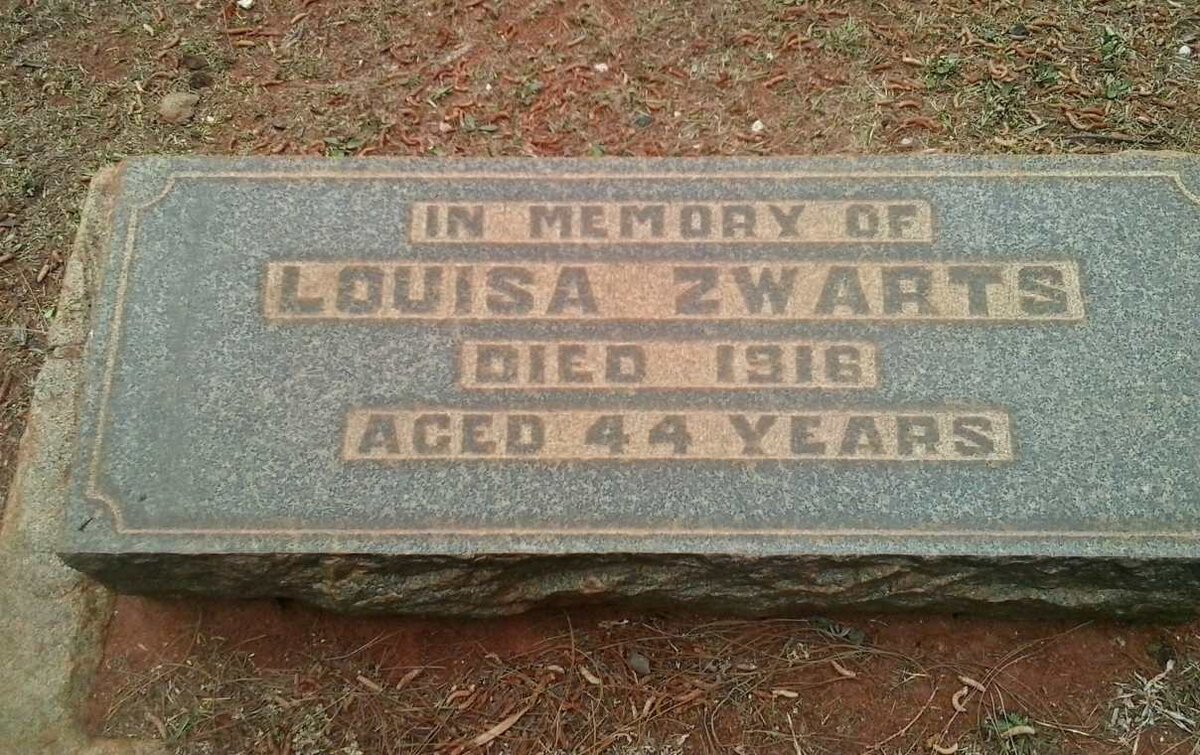 IN MEMORY OF
LOUISA ZWARTS
DIED 1916
AGED 44 YEARS